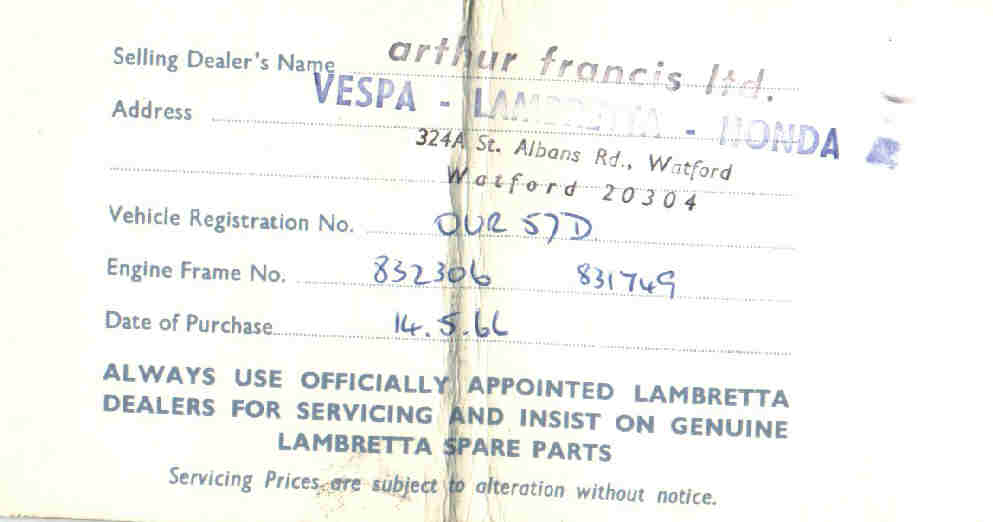 Selling Dealer's Name arthur francis ltd.
VESPA - LAMBRETTA - HONDA
Address
324A St. Albans Rd., Watford
Watford 20304
Vehicle Registration No. OUR 57D
Engine Frame No. 832306 831749
Date of Purchase 14.5.66
ALWAYS USE OFFICIALLY APPOINTED LAMBRETTA
DEALERS FOR SERVICING AND INSIST ON GENUINE
LAMBRETTA SPARE PARTS
Servicing Prices are subject to alteration without notice.